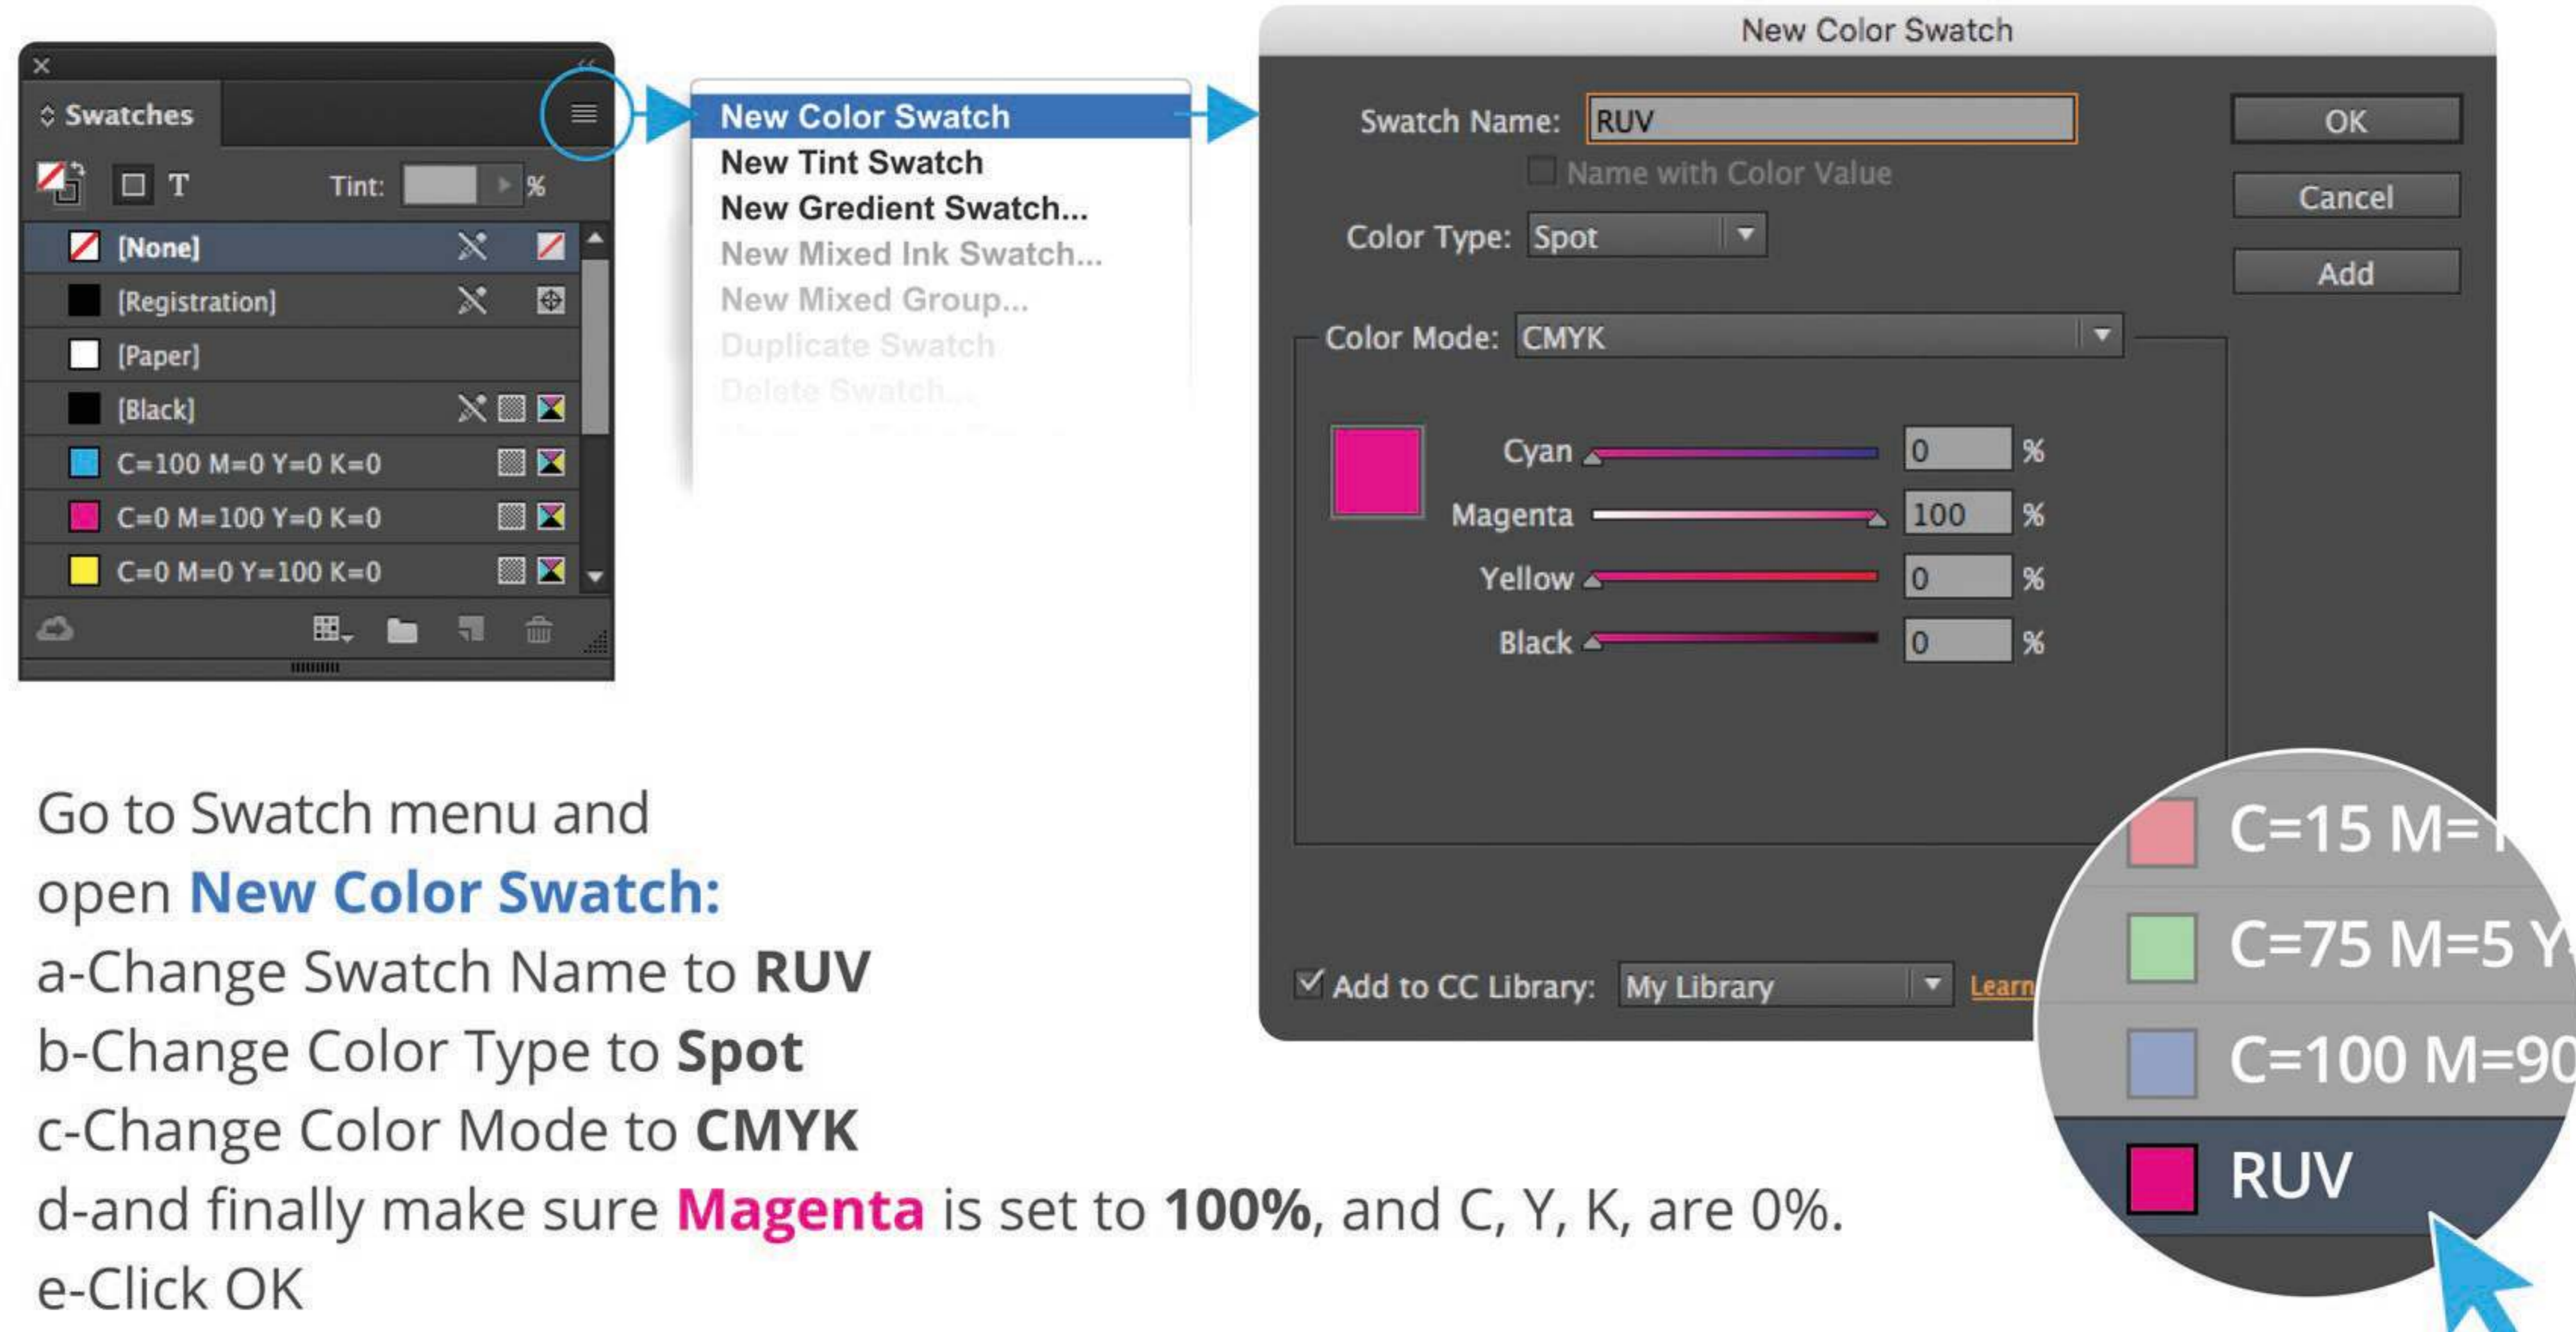 Swatches
T
Tint:
%
[None]
[Registration]
[Paper]
[Black]
C=100 M=0 Y=0 K=0
C=0 M=100 Y=0 K=0
C=0 M=0 Y=100 K=0
New Color Swatch
New Tint Swatch
New Gredient Swatch...
New Mixed Ink Swatch...
New Mixed Group...
Duplicate Swatch
Delete Swatch...
New Color Swatch
Swatch Name: RUV
Name with Color Value
Color Type: Spot
Color Mode: CMYK
Cyan 0 %
Magenta 100 %
Yellow 0 %
Black 0 %
OK
Cancel
Add
Add to CC Library: My Library Learn
C=15 M=
C=75 M=5 Y
C=100 M=90
RUV
Go to Swatch menu and
open New Color Swatch:
a-Change Swatch Name to RUV
b-Change Color Type to Spot
c-Change Color Mode to CMYK
d-and finally make sure Magenta is set to 100%, and C, Y, K, are 0%.
e-Click OK